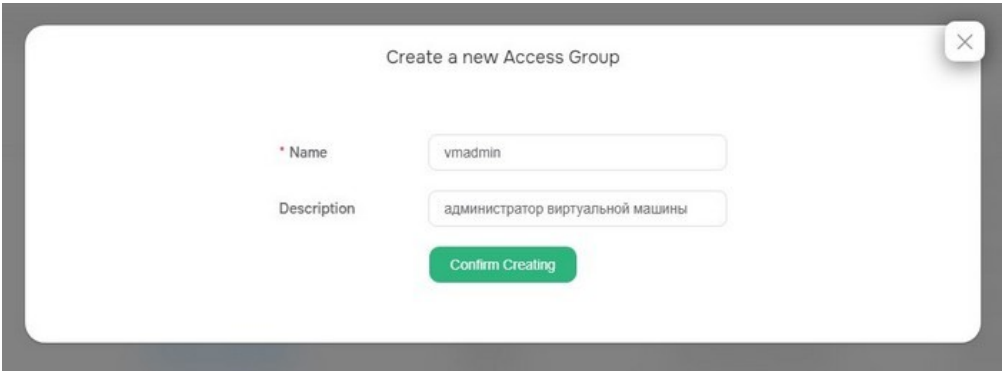 Create a new Access Group
* Name
vmadmin
Description
администратор виртуальной машины
Confirm Creating